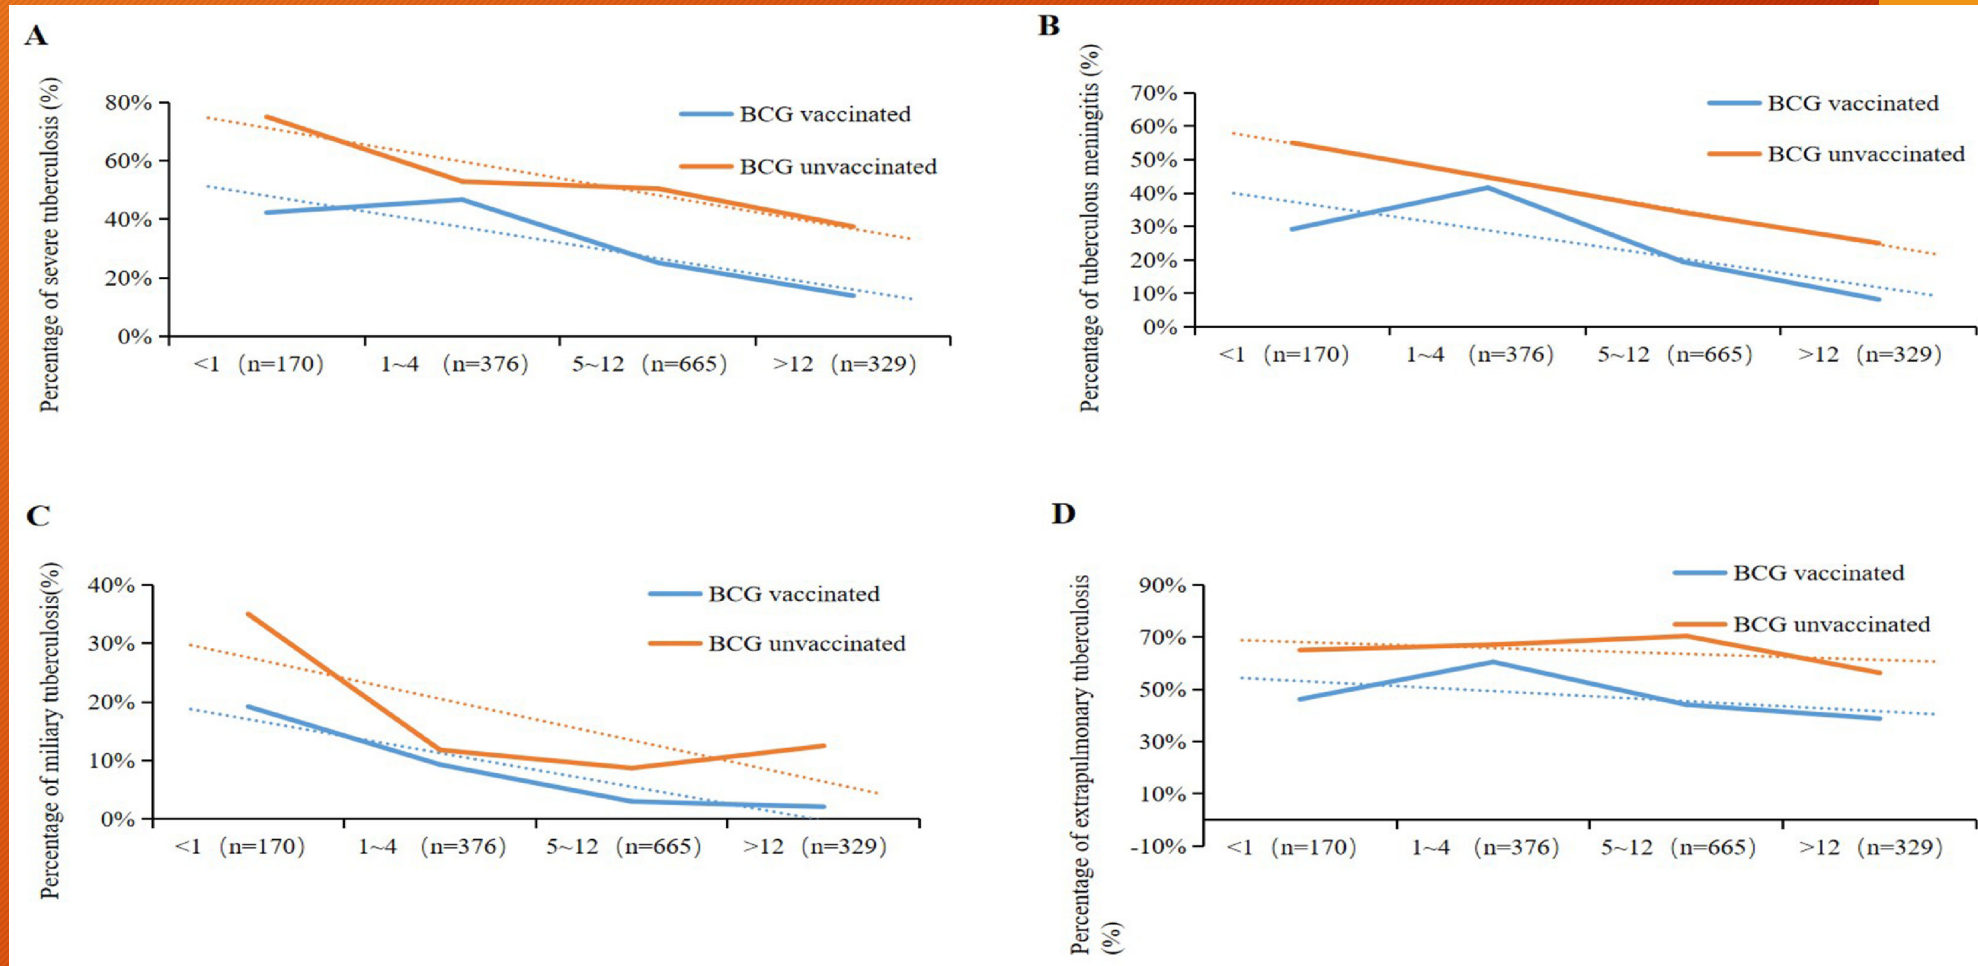 A
Percentage of severe tuberculosis (%)
80%
60%
40%
20%
0%
BCG vaccinated
BCG unvaccinated
<1 (n=170) 1~4 (n=376) 5~12 (n=665) >12 (n=329)
B
Percentage of tuberculous meningitis (%)
70%
60%
50%
40%
30%
20%
10%
0%
BCG vaccinated
BCG unvaccinated
<1 (n=170) 1~4 (n=376) 5~12 (n=665) >12 (n=329)
C
Percentage of miliary tuberculosis(%)
40%
30%
20%
10%
0%
BCG vaccinated
BCG unvaccinated
<1 (n=170) 1~4 (n=376) 5~12 (n=665) >12 (n=329)
D
Percentage of extrapulmonary tuberculosis
(%)
90%
70%
50%
30%
10%
-10%
BCG vaccinated
BCG unvaccinated
<1 (n=170) 1~4 (n=376) 5~12 (n=665) >12 (n=329)